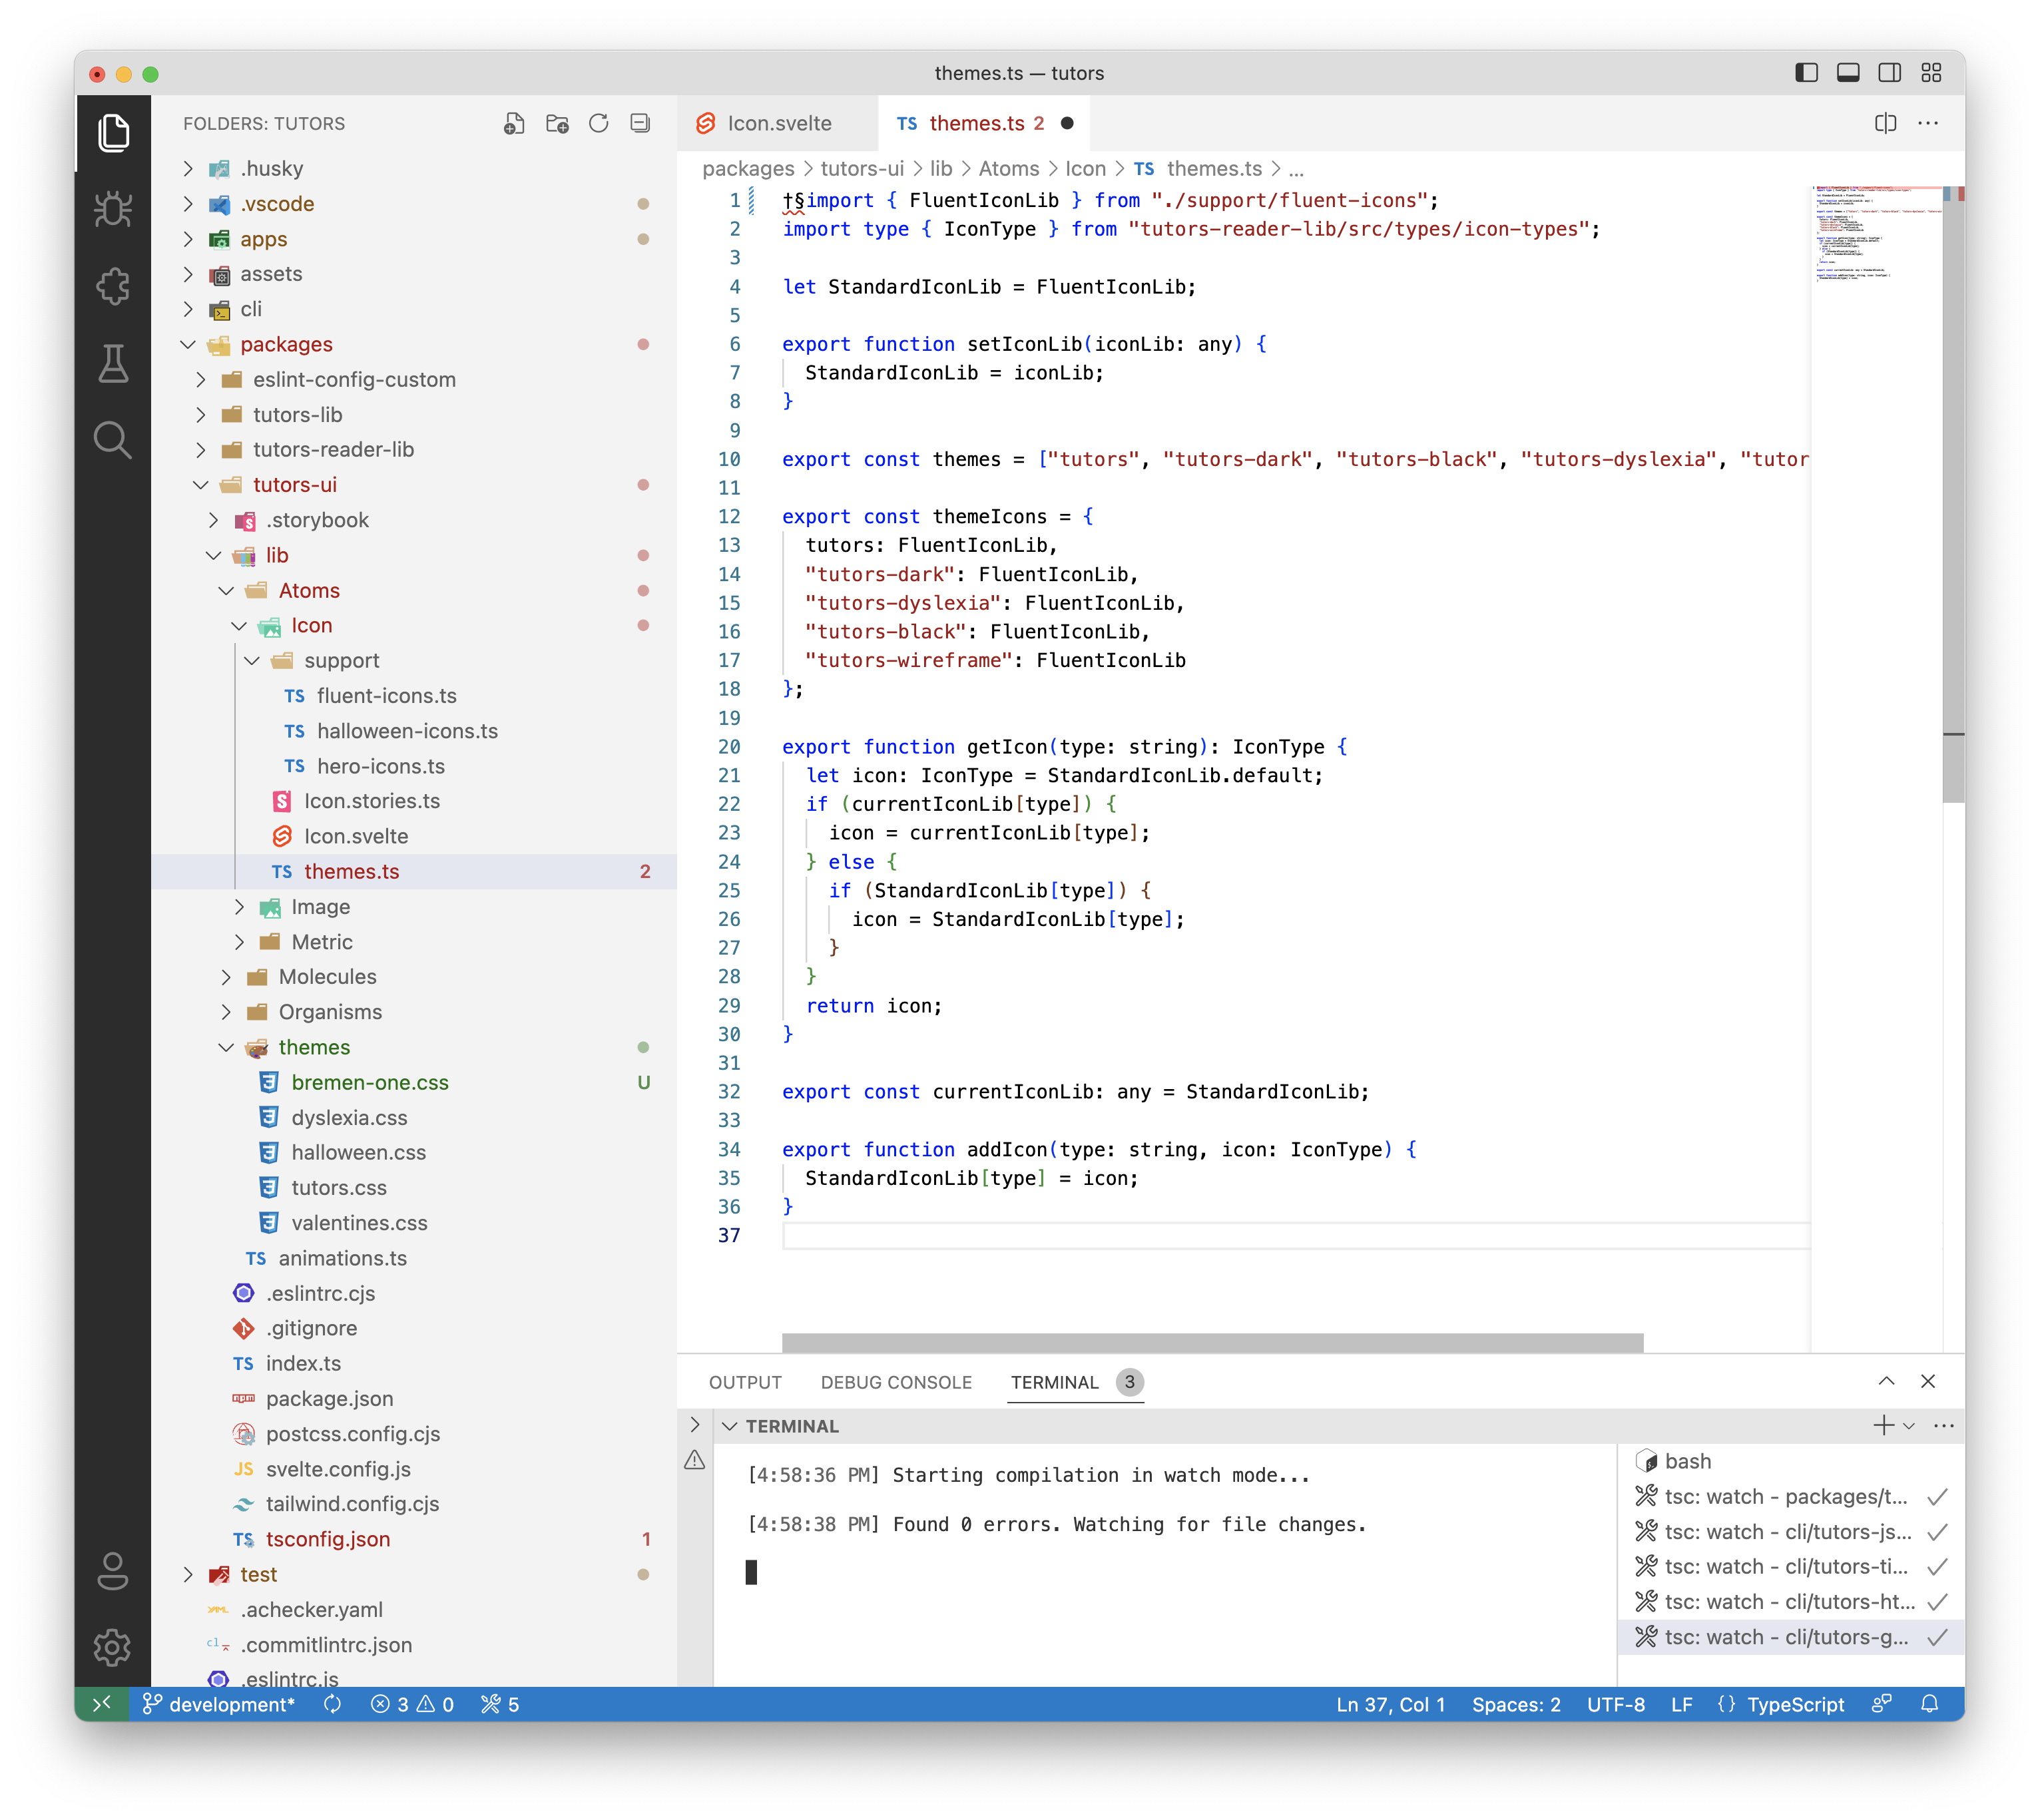 themes.ts — tutors
FOLDERS: TUTORS
.husky
.vscode
apps
assets
cli
packages
eslint-config-custom
tutors-lib
tutors-reader-lib
tutors-ui
.storybook
lib
Atoms
Icon
support
TS fluent-icons.ts
TS halloween-icons.ts
TS hero-icons.ts
Icon.stories.ts
Icon.svelte
TS themes.ts 2
Image
Metric
Molecules
Organisms
themes
bremen-one.css U
dyslexia.css
halloween.css
tutors.css
valentines.css
TS animations.ts
.eslintrc.cjs
.gitignore
TS index.ts
package.json
postcss.config.cjs
JS svelte.config.js
tailwind.config.cjs
TS tsconfig.json 1
test
.achecker.yaml
.commitlintrc.json
.eslintrc.js
Icon.svelte
TS themes.ts 2
packages > tutors-ui > lib > Atoms > Icon > TS themes.ts > ...
1 †§import { FluentIconLib } from "./support/fluent-icons";
2 import type { IconType } from "tutors-reader-lib/src/types/icon-types";
3
4 let StandardIconLib = FluentIconLib;
5
6 export function setIconLib(iconLib: any) {
7 StandardIconLib = iconLib;
8 }
9
10 export const themes = ["tutors", "tutors-dark", "tutors-black", "tutors-dyslexia", "tutor
11
12 export const themeIcons = {
13 tutors: FluentIconLib,
14 "tutors-dark": FluentIconLib,
15 "tutors-dyslexia": FluentIconLib,
16 "tutors-black": FluentIconLib,
17 "tutors-wireframe": FluentIconLib
18 };
19
20 export function getIcon(type: string): IconType {
21 let icon: IconType = StandardIconLib.default;
22 if (currentIconLib[type]) {
23 icon = currentIconLib[type];
24 } else {
25 if (StandardIconLib[type]) {
26 icon = StandardIconLib[type];
27 }
28 }
29 return icon;
30 }
31
32 export const currentIconLib: any = StandardIconLib;
33
34 export function addIcon(type: string, icon: IconType) {
35 StandardIconLib[type] = icon;
36 }
37
OUTPUT DEBUG CONSOLE TERMINAL 3
TERMINAL
[4:58:36 PM] Starting compilation in watch mode...
[4:58:38 PM] Found 0 errors. Watching for file changes.
bash
tsc: watch - packages/t...
tsc: watch - cli/tutors-js...
tsc: watch - cli/tutors-ti...
tsc: watch - cli/tutors-ht...
tsc: watch - cli/tutors-g...
development* 3 0 5 Ln 37, Col 1 Spaces: 2 UTF-8 LF {} TypeScript